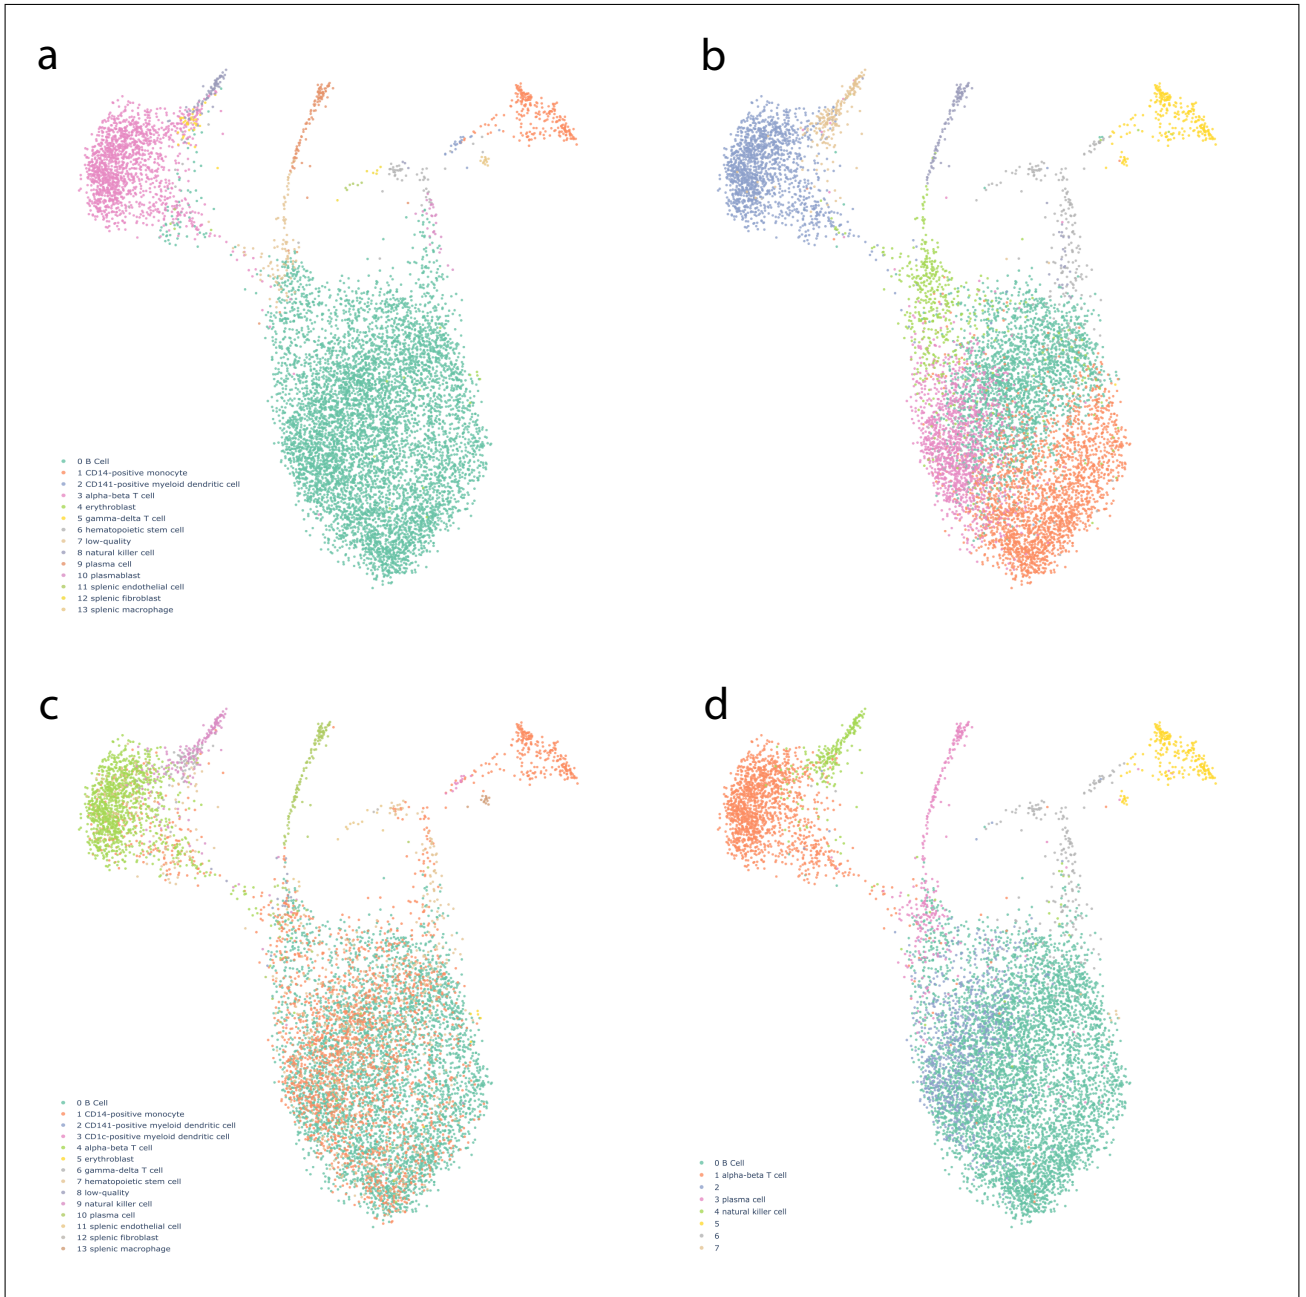 a
b
0 B Cell
1 CD14-positive monocyte
2 CD141-positive myeloid dendritic cell
3 alpha-beta T cell
4 erythroblast
5 gamma-delta T cell
6 hematopoietic stem cell
7 low-quality
8 natural killer cell
9 plasma cell
10 plasmablast
11 splenic endothelial cell
12 splenic fibroblast
13 splenic macrophage
c
d
0 B Cell
1 CD14-positive monocyte
2 CD141-positive myeloid dendritic cell
3 CD1c-positive myeloid dendritic cell
4 alpha-beta T cell
5 erythroblast
6 gamma-delta T cell
7 hematopoietic stem cell
8 low-quality
9 natural killer cell
10 plasma cell
11 splenic endothelial cell
12 splenic fibroblast
13 splenic macrophage
0 B Cell
1 alpha-beta T cell
2
3 plasma cell
4 natural killer cell
5
6
7